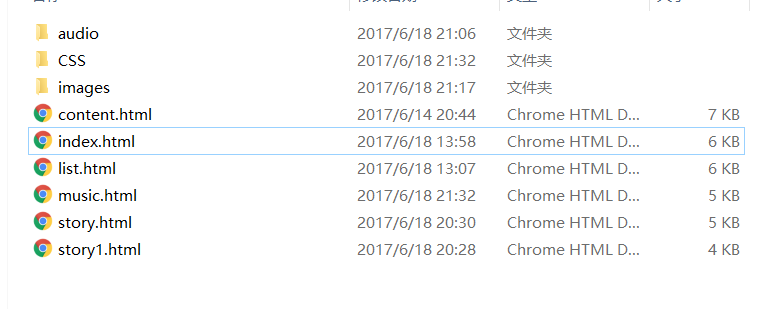 audio 2017/6/18 21:06 文件夹
CSS 2017/6/18 21:32 文件夹
images 2017/6/18 21:17 文件夹
content.html 2017/6/14 20:44 Chrome HTML D... 7 KB
index.html 2017/6/18 13:58 Chrome HTML D... 6 KB
list.html 2017/6/18 13:07 Chrome HTML D... 6 KB
music.html 2017/6/18 21:32 Chrome HTML D... 5 KB
story.html 2017/6/18 20:30 Chrome HTML D... 5 KB
story1.html 2017/6/18 20:28 Chrome HTML D... 4 KB